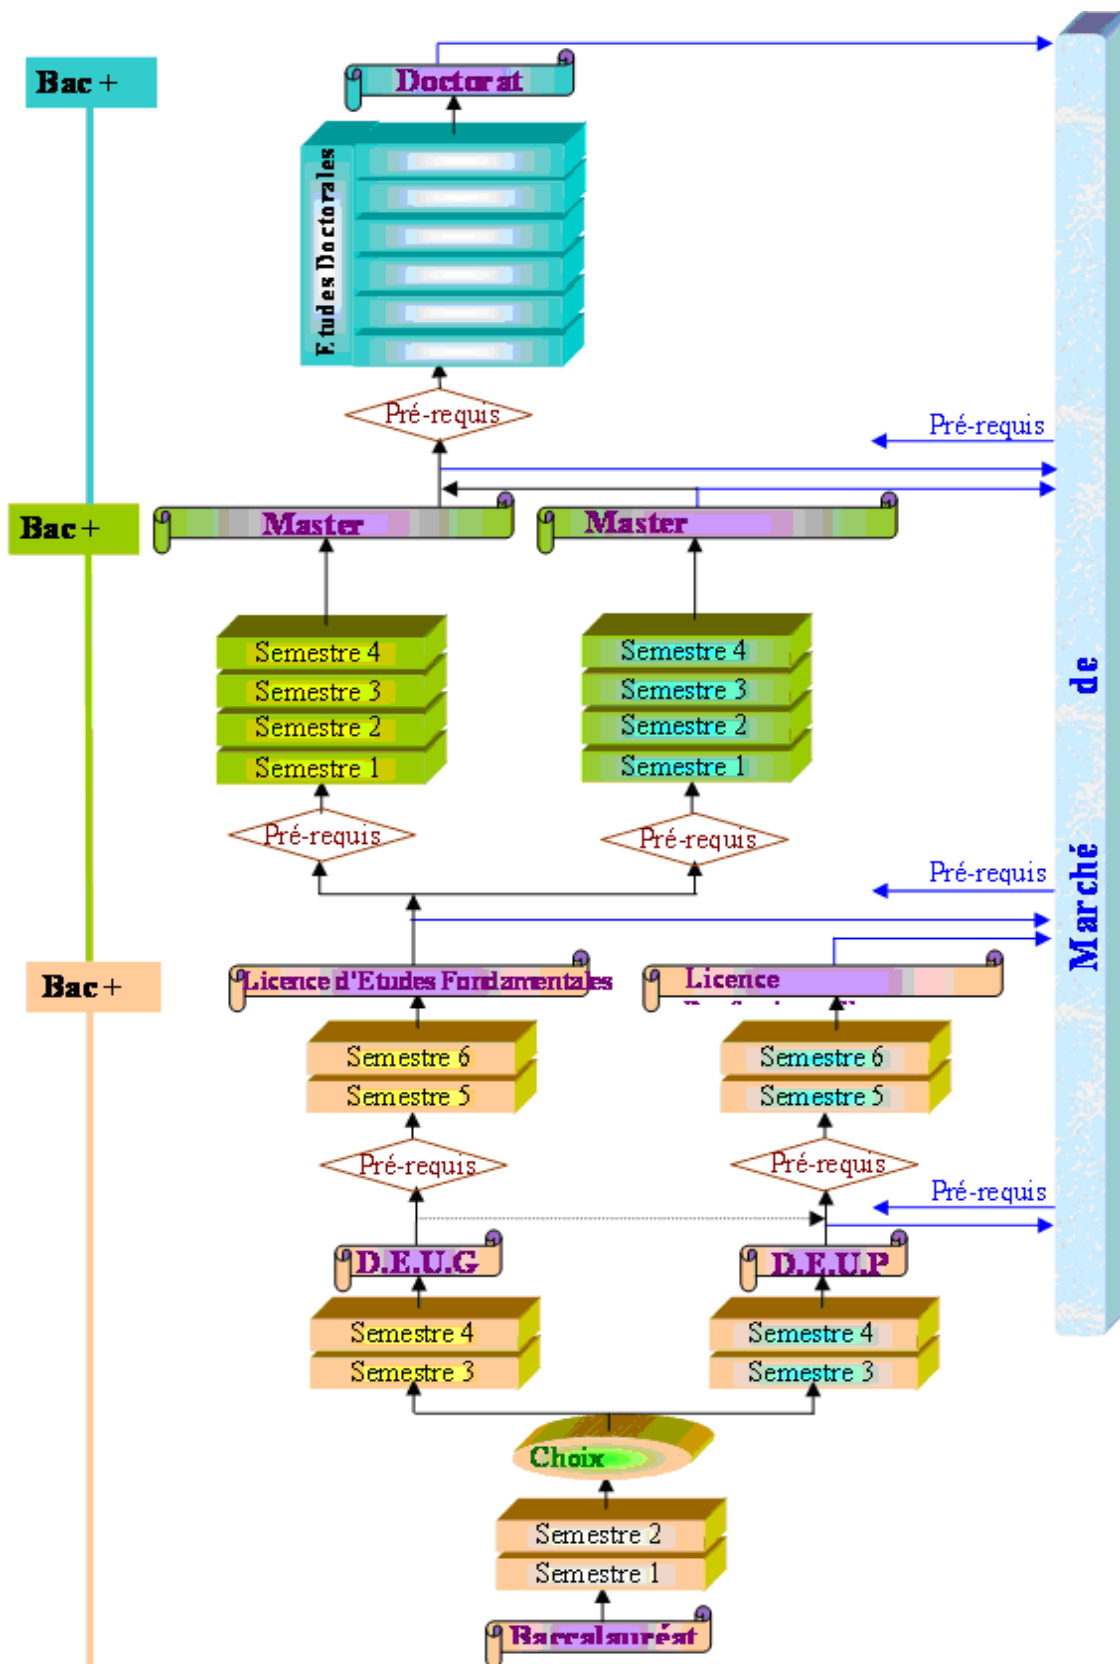 Bac +
Doctorat
Etudes Doctorales
Pré-requis
Pré-requis
Bac +
Master
Master
Semestre 4
Semestre 3
Semestre 2
Semestre 1
Semestre 4
Semestre 3
Semestre 2
Semestre 1
Pré-requis
Pré-requis
Marché de
Pré-requis
Bac +
Licence d'Etudes Fondamentales
Licence
Semestre 6
Semestre 5
Semestre 6
Semestre 5
Pré-requis
Pré-requis
Pré-requis
D.E.U.G
D.E.U.P
Semestre 4
Semestre 3
Semestre 4
Semestre 3
Choix
Semestre 2
Semestre 1
Baccalauréat